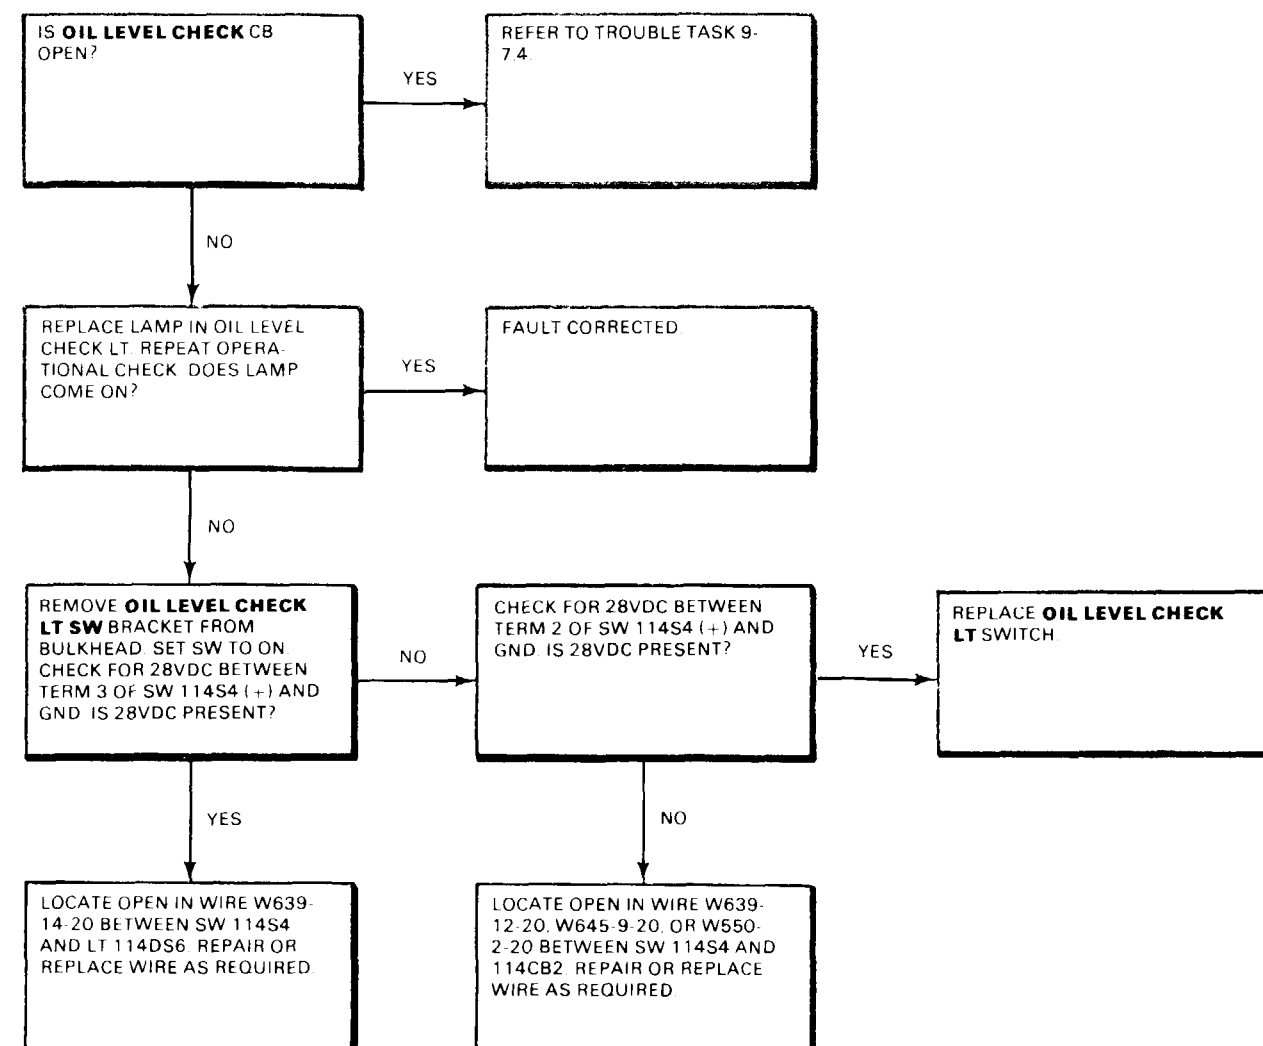 IS OIL LEVEL CHECK CB
OPEN?
YES
REFER TO TROUBLE TASK 9-
7.4.
NO
REPLACE LAMP IN OIL LEVEL
CHECK LT. REPEAT OPERA-
TIONAL CHECK. DOES LAMP
COME ON?
YES
FAULT CORRECTED.
NO
REMOVE OIL LEVEL CHECK
LT SW BRACKET FROM
BULKHEAD. SET SW TO ON.
CHECK FOR 28VDC BETWEEN
TERM 3 OF SW 114S4 (+) AND
GND. IS 28VDC PRESENT?
NO
CHECK FOR 28VDC BETWEEN
TERM 2 OF SW 114S4 (+) AND
GND. IS 28VDC PRESENT?
YES
REPLACE OIL LEVEL CHECK
LT SWITCH.
YES
NO
LOCATE OPEN IN WIRE W639-
14-20 BETWEEN SW 114S4
AND LT 114DS6. REPAIR OR
REPLACE WIRE AS REQUIRED.
LOCATE OPEN IN WIRE W639-
12-20, W645-9-20, OR W550-
2-20 BETWEEN SW 114S4 AND
114CB2. REPAIR OR REPLACE
WIRE AS REQUIRED.